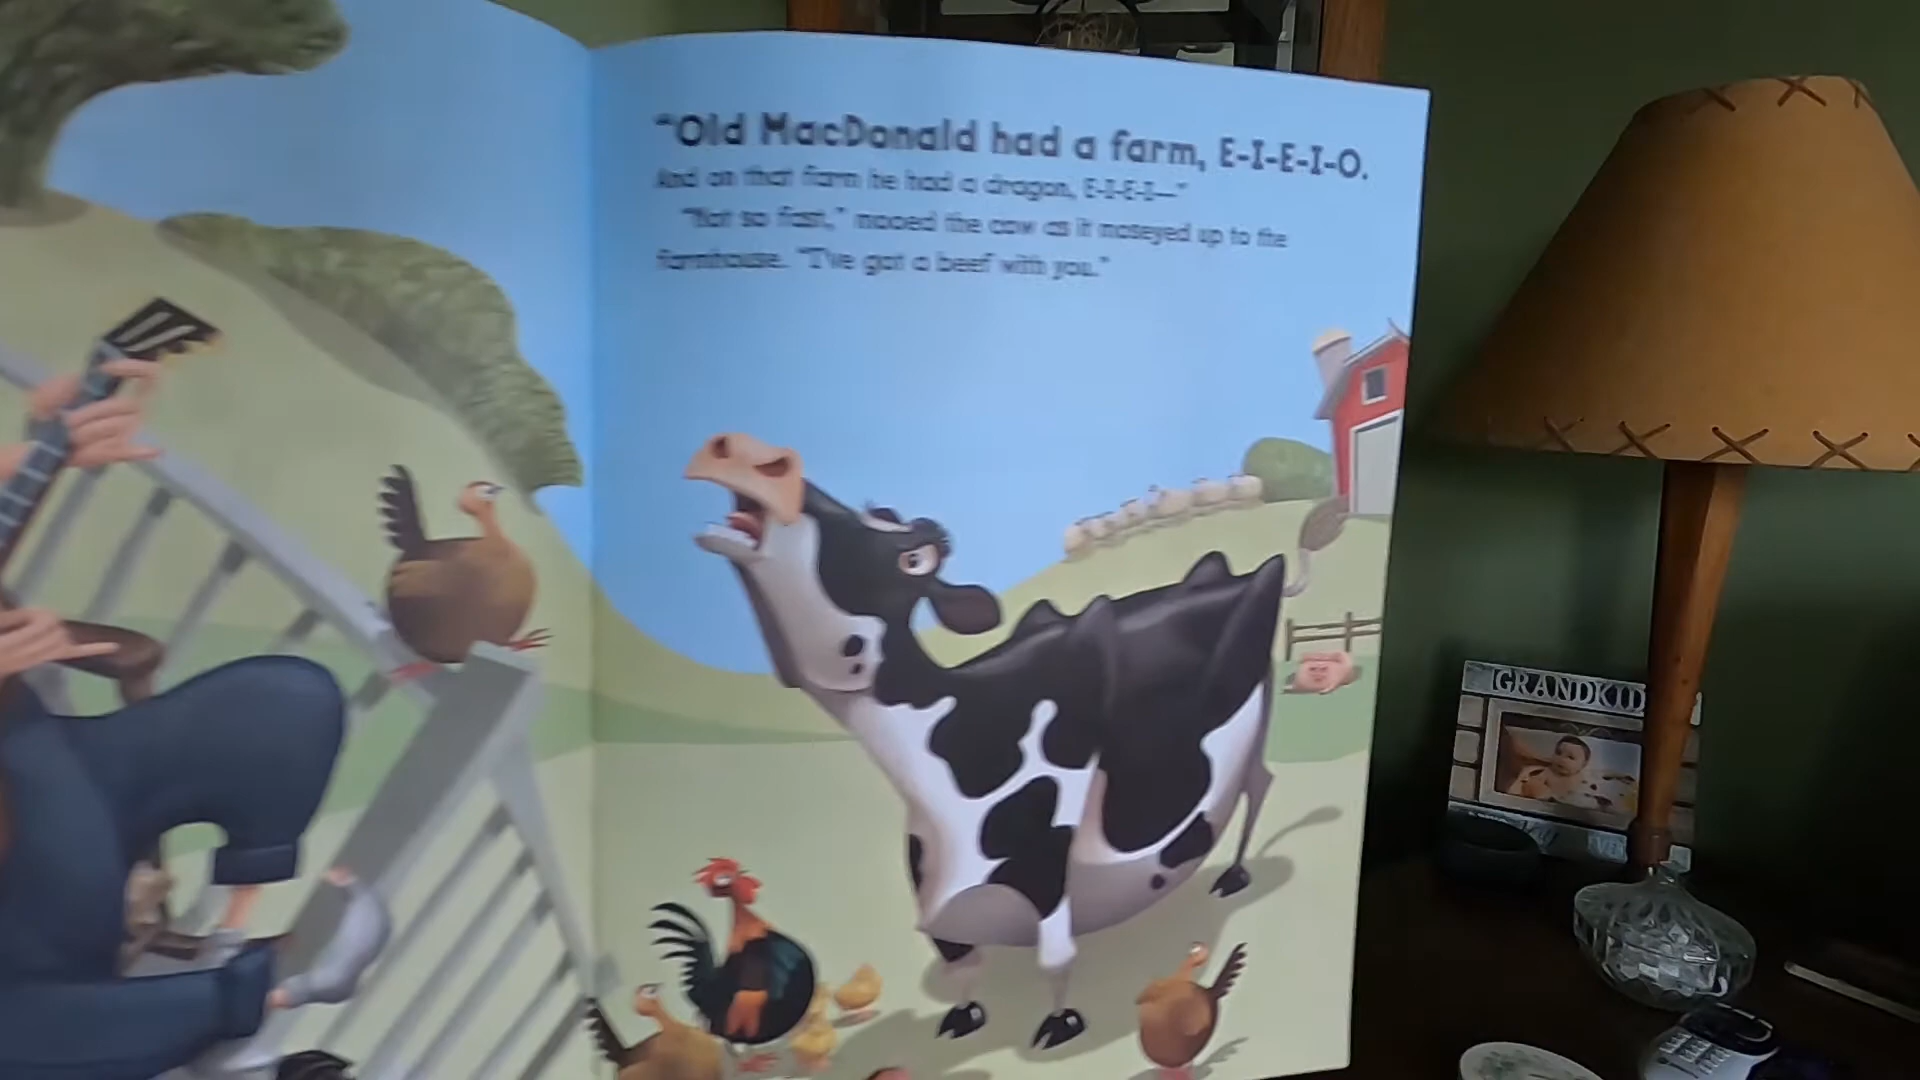 “Old MacDonald had a farm, E-I-E-I-O.
And on that farm he had a dragon, E-I-E-I—”
“Not so fast,” mooed the cow as it moseyed up to the
farmhouse. “I’ve got a beef with you.”
GRANDKID